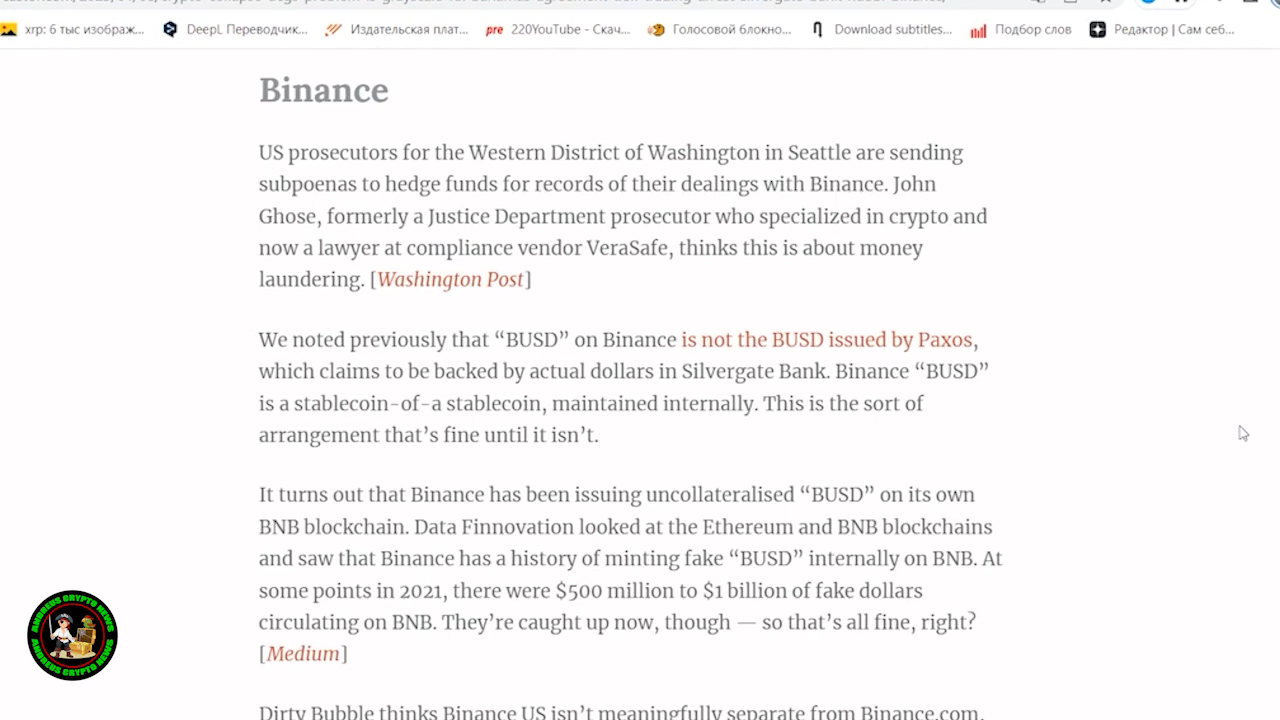 xrp: 6 тыс изображ...
DeepL Переводчик...
Издательская плат...
pre 220YouTube - Скач...
Голосовой блокно...
Download subtitles...
Подбор слов
Редактор | Сам себ...
Binance
US prosecutors for the Western District of Washington in Seattle are sending
subpoenas to hedge funds for records of their dealings with Binance. John
Ghose, formerly a Justice Department prosecutor who specialized in crypto and
now a lawyer at compliance vendor VeraSafe, thinks this is about money
laundering. [Washington Post]
We noted previously that “BUSD” on Binance is not the BUSD issued by Paxos,
which claims to be backed by actual dollars in Silvergate Bank. Binance “BUSD”
is a stablecoin-of-a stablecoin, maintained internally. This is the sort of
arrangement that’s fine until it isn’t.
It turns out that Binance has been issuing uncollateralised “BUSD” on its own
BNB blockchain. Data Finnovation looked at the Ethereum and BNB blockchains
and saw that Binance has a history of minting fake “BUSD” internally on BNB. At
some points in 2021, there were $500 million to $1 billion of fake dollars
circulating on BNB. They’re caught up now, though — so that’s all fine, right?
[Medium]
Dirty Bubble thinks Binance US isn’t meaningfully separate from Binance.com.
ANDREUS CRYPTO NEWS
ANDREUS CRYPTO NEWS